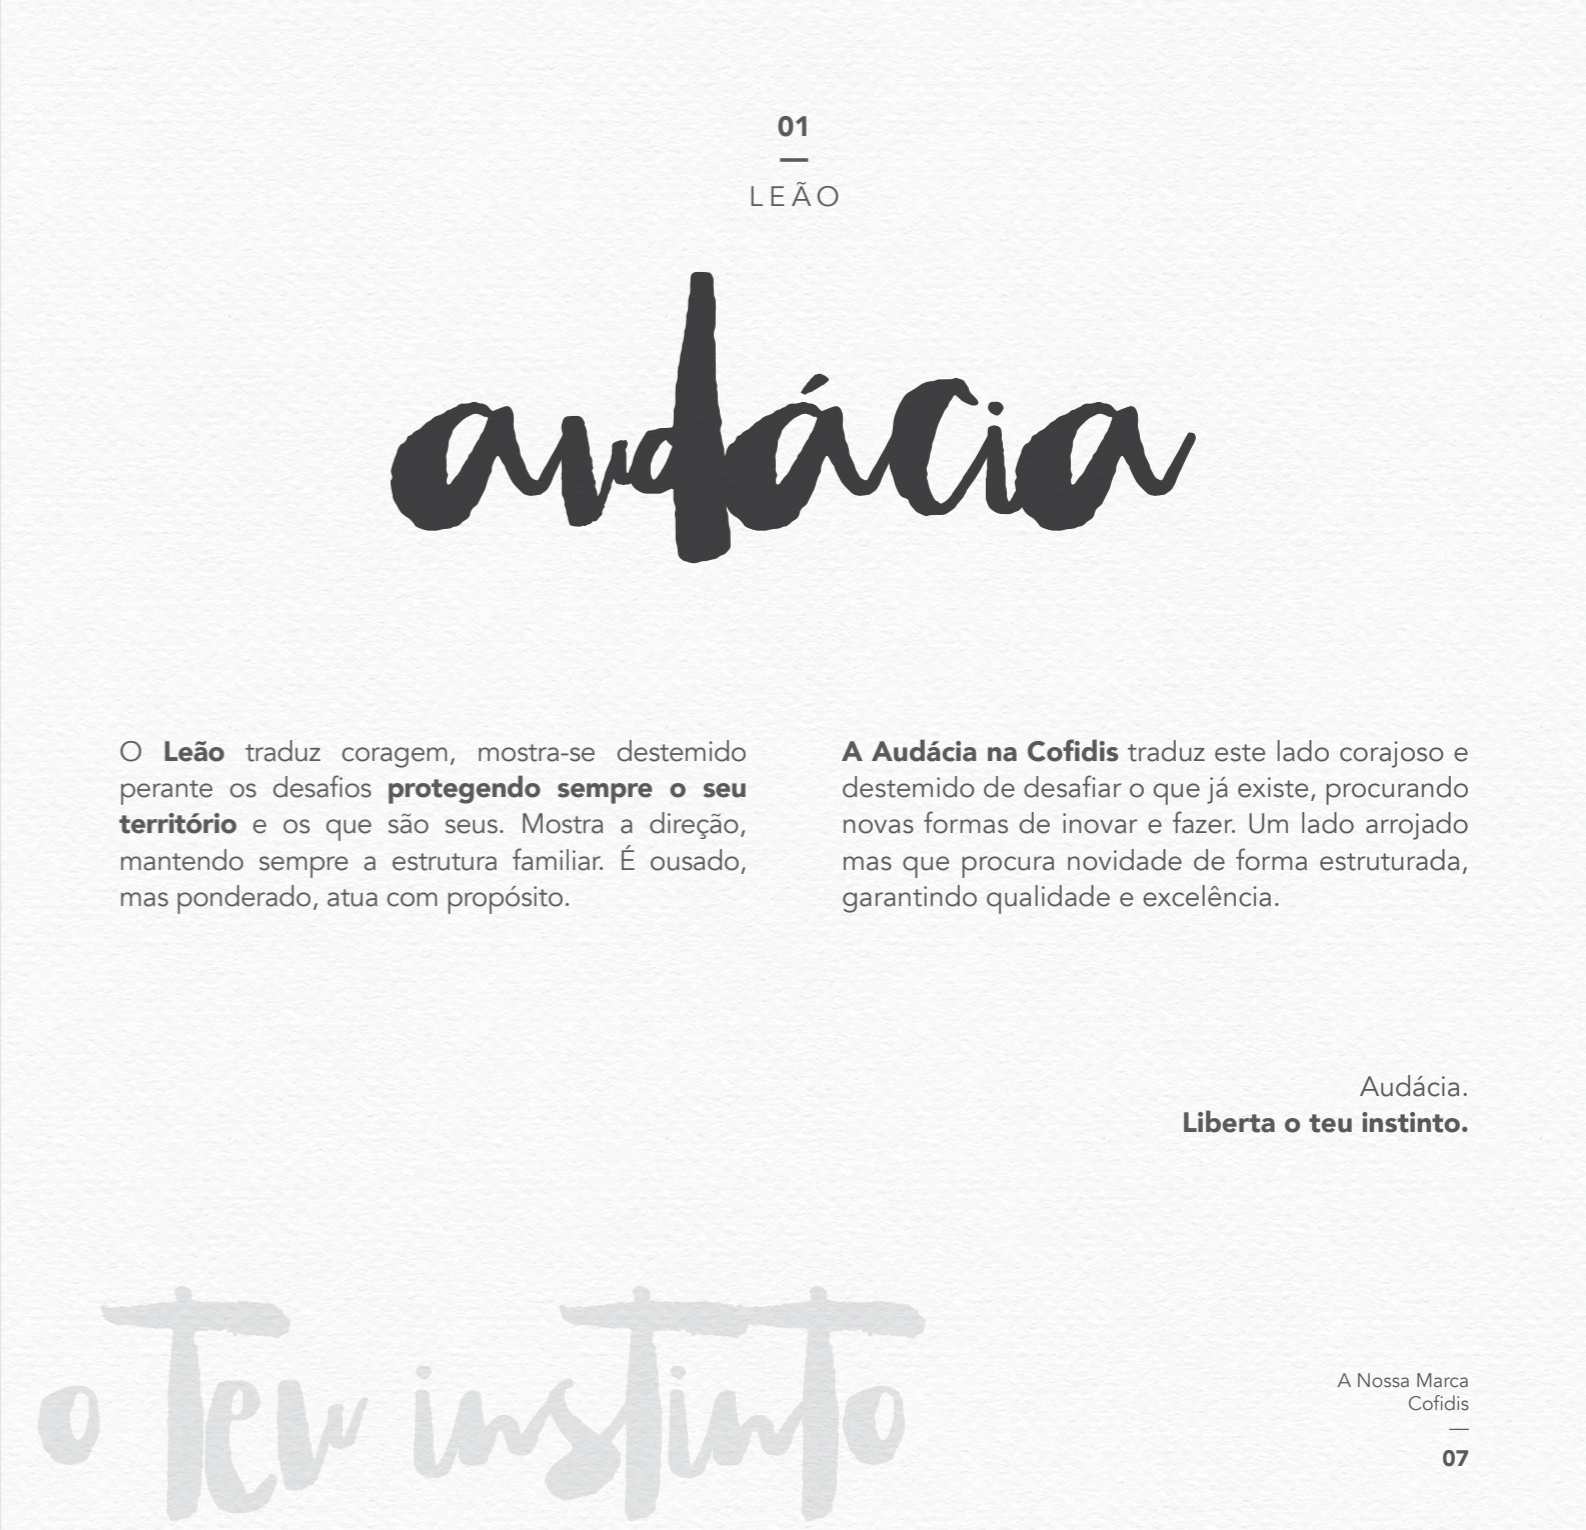 01
—
LEÃO
audácia
O Leão traduz coragem, mostra-se destemido
perante os desafios protegendo sempre o seu
território e os que são seus. Mostra a direção,
mantendo sempre a estrutura familiar. É ousado,
mas ponderado, atua com propósito.
A Audácia na Cofidis traduz este lado corajoso e
destemido de desafiar o que já existe, procurando
novas formas de inovar e fazer. Um lado arrojado
mas que procura novidade de forma estruturada,
garantindo qualidade e excelência.
Audácia.
Liberta o teu instinto.
o Teu insTinTo
A Nossa Marca
Cofidis
—
07